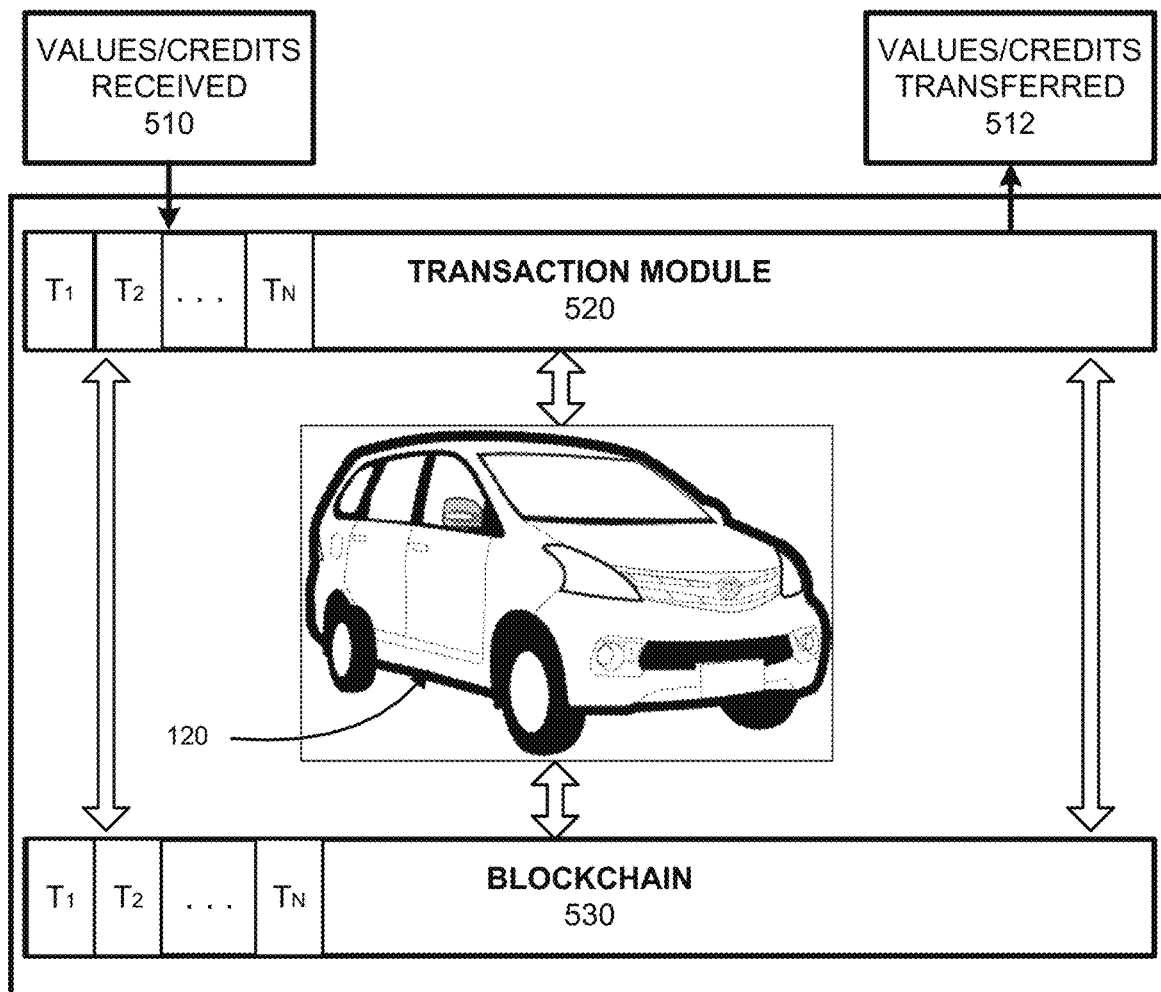 VALUES/CREDITS
RECEIVED
510
VALUES/CREDITS
TRANSFERRED
512
T1 T2 ... TN
TRANSACTION MODULE
520
120
T1 T2 ... TN
BLOCKCHAIN
530